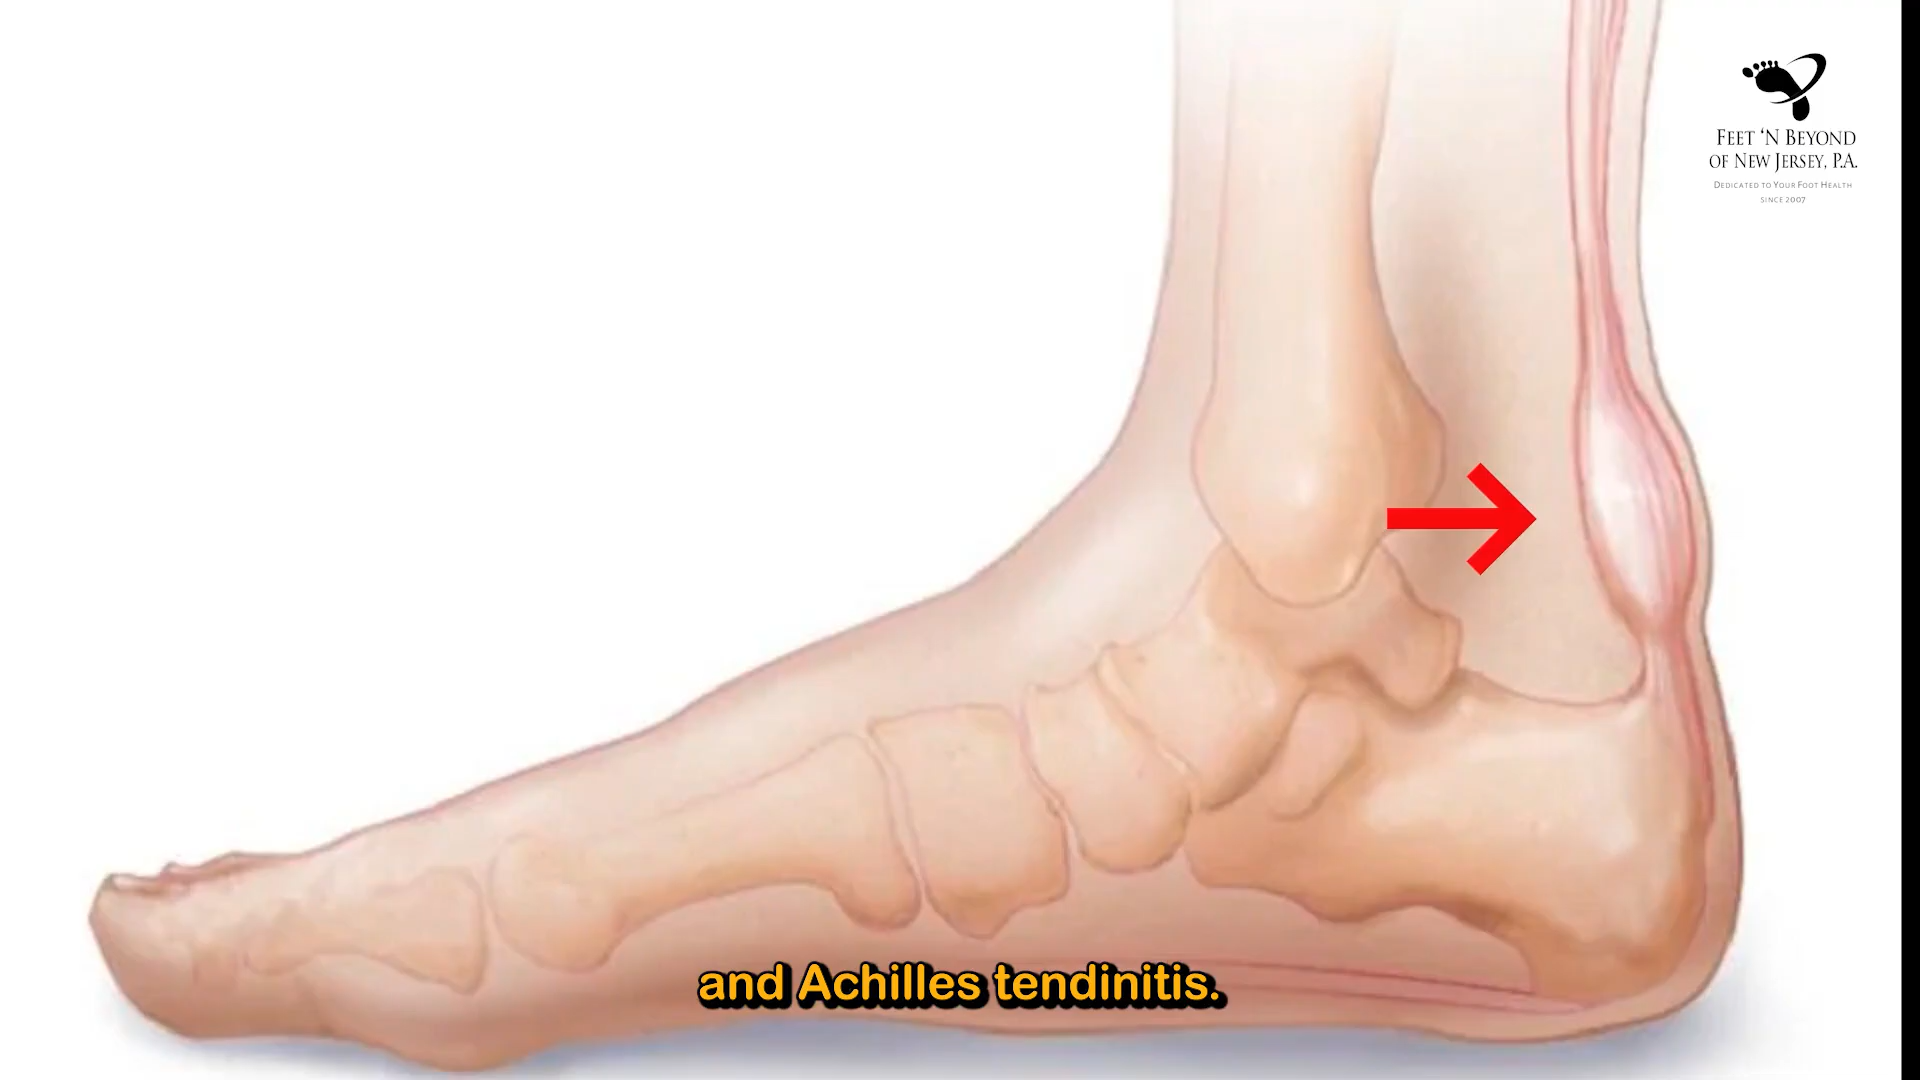 FEET ‘N BEYOND
OF NEW JERSEY, P.A.
DEDICATED TO YOUR FOOT HEALTH
SINCE 2007
and Achilles tendinitis.